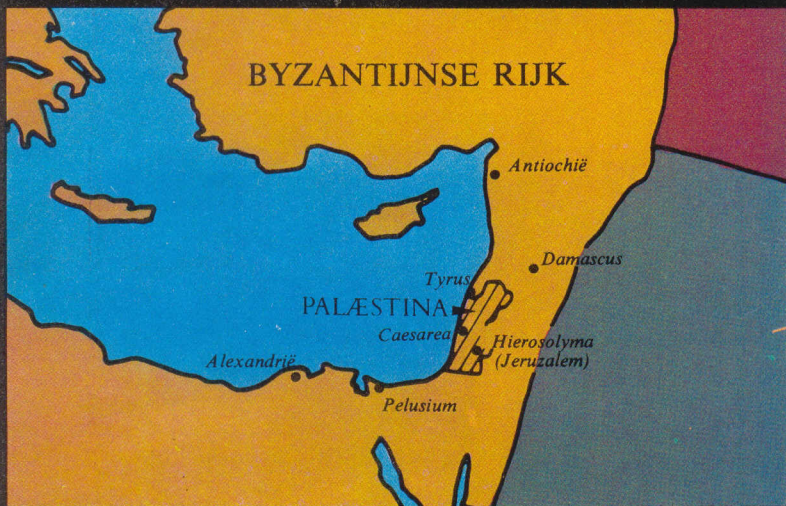 BYZANTIJNSE RIJK
Antiochië
Damascus
Tyrus
PALÆSTINA
Caesarea
Hierosolyma
(Jeruzalem)
Alexandrië
Pelusium